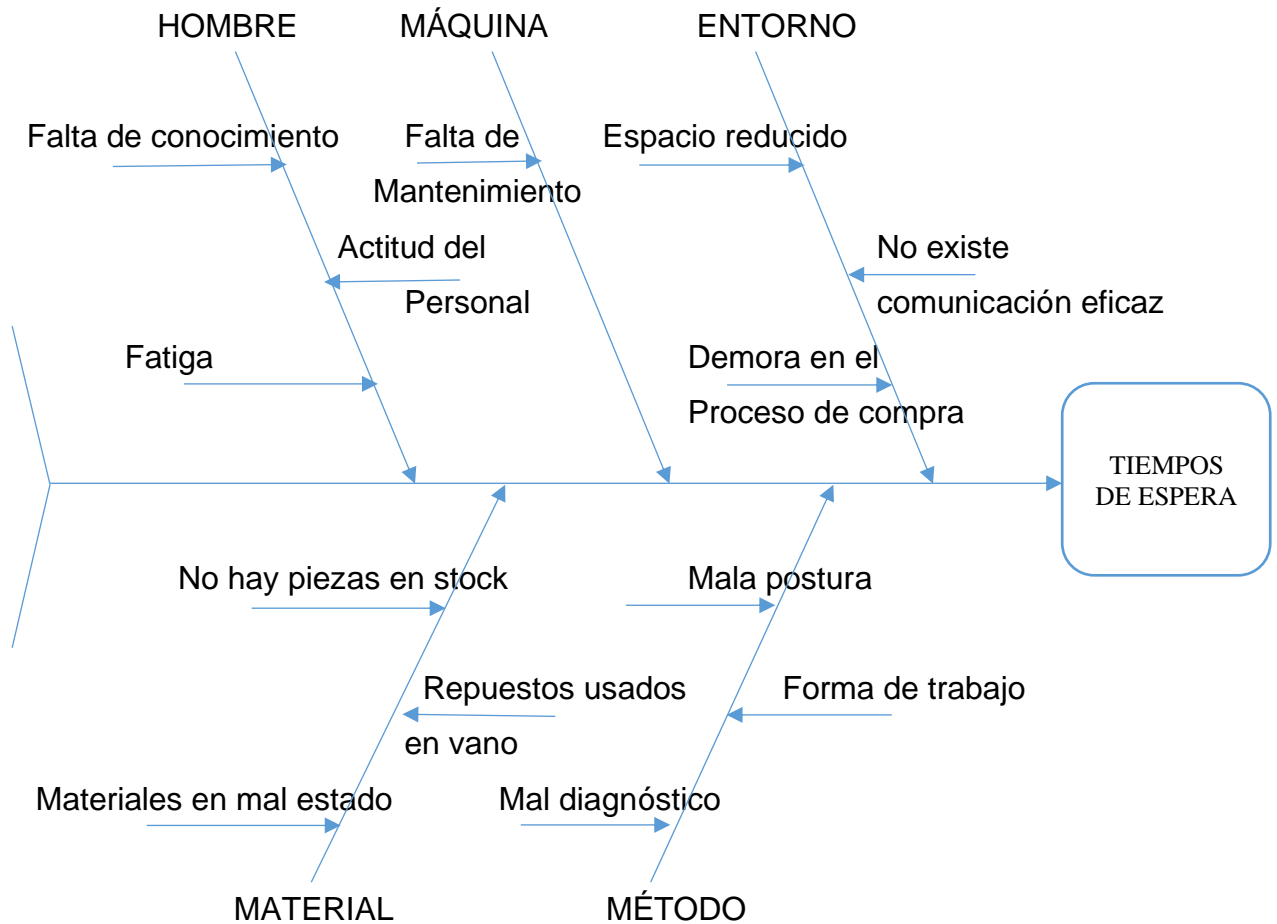 HOMBRE
MÁQUINA
ENTORNO
Falta de conocimiento
Falta de
Mantenimiento
Espacio reducido
Actitud del
Personal
No existe
comunicación eficaz
Fatiga
Demora en el
Proceso de compra
TIEMPOS
DE ESPERA
No hay piezas en stock
Mala postura
Repuestos usados
en vano
Forma de trabajo
Materiales en mal estado
Mal diagnóstico
MATERIAL
MÉTODO